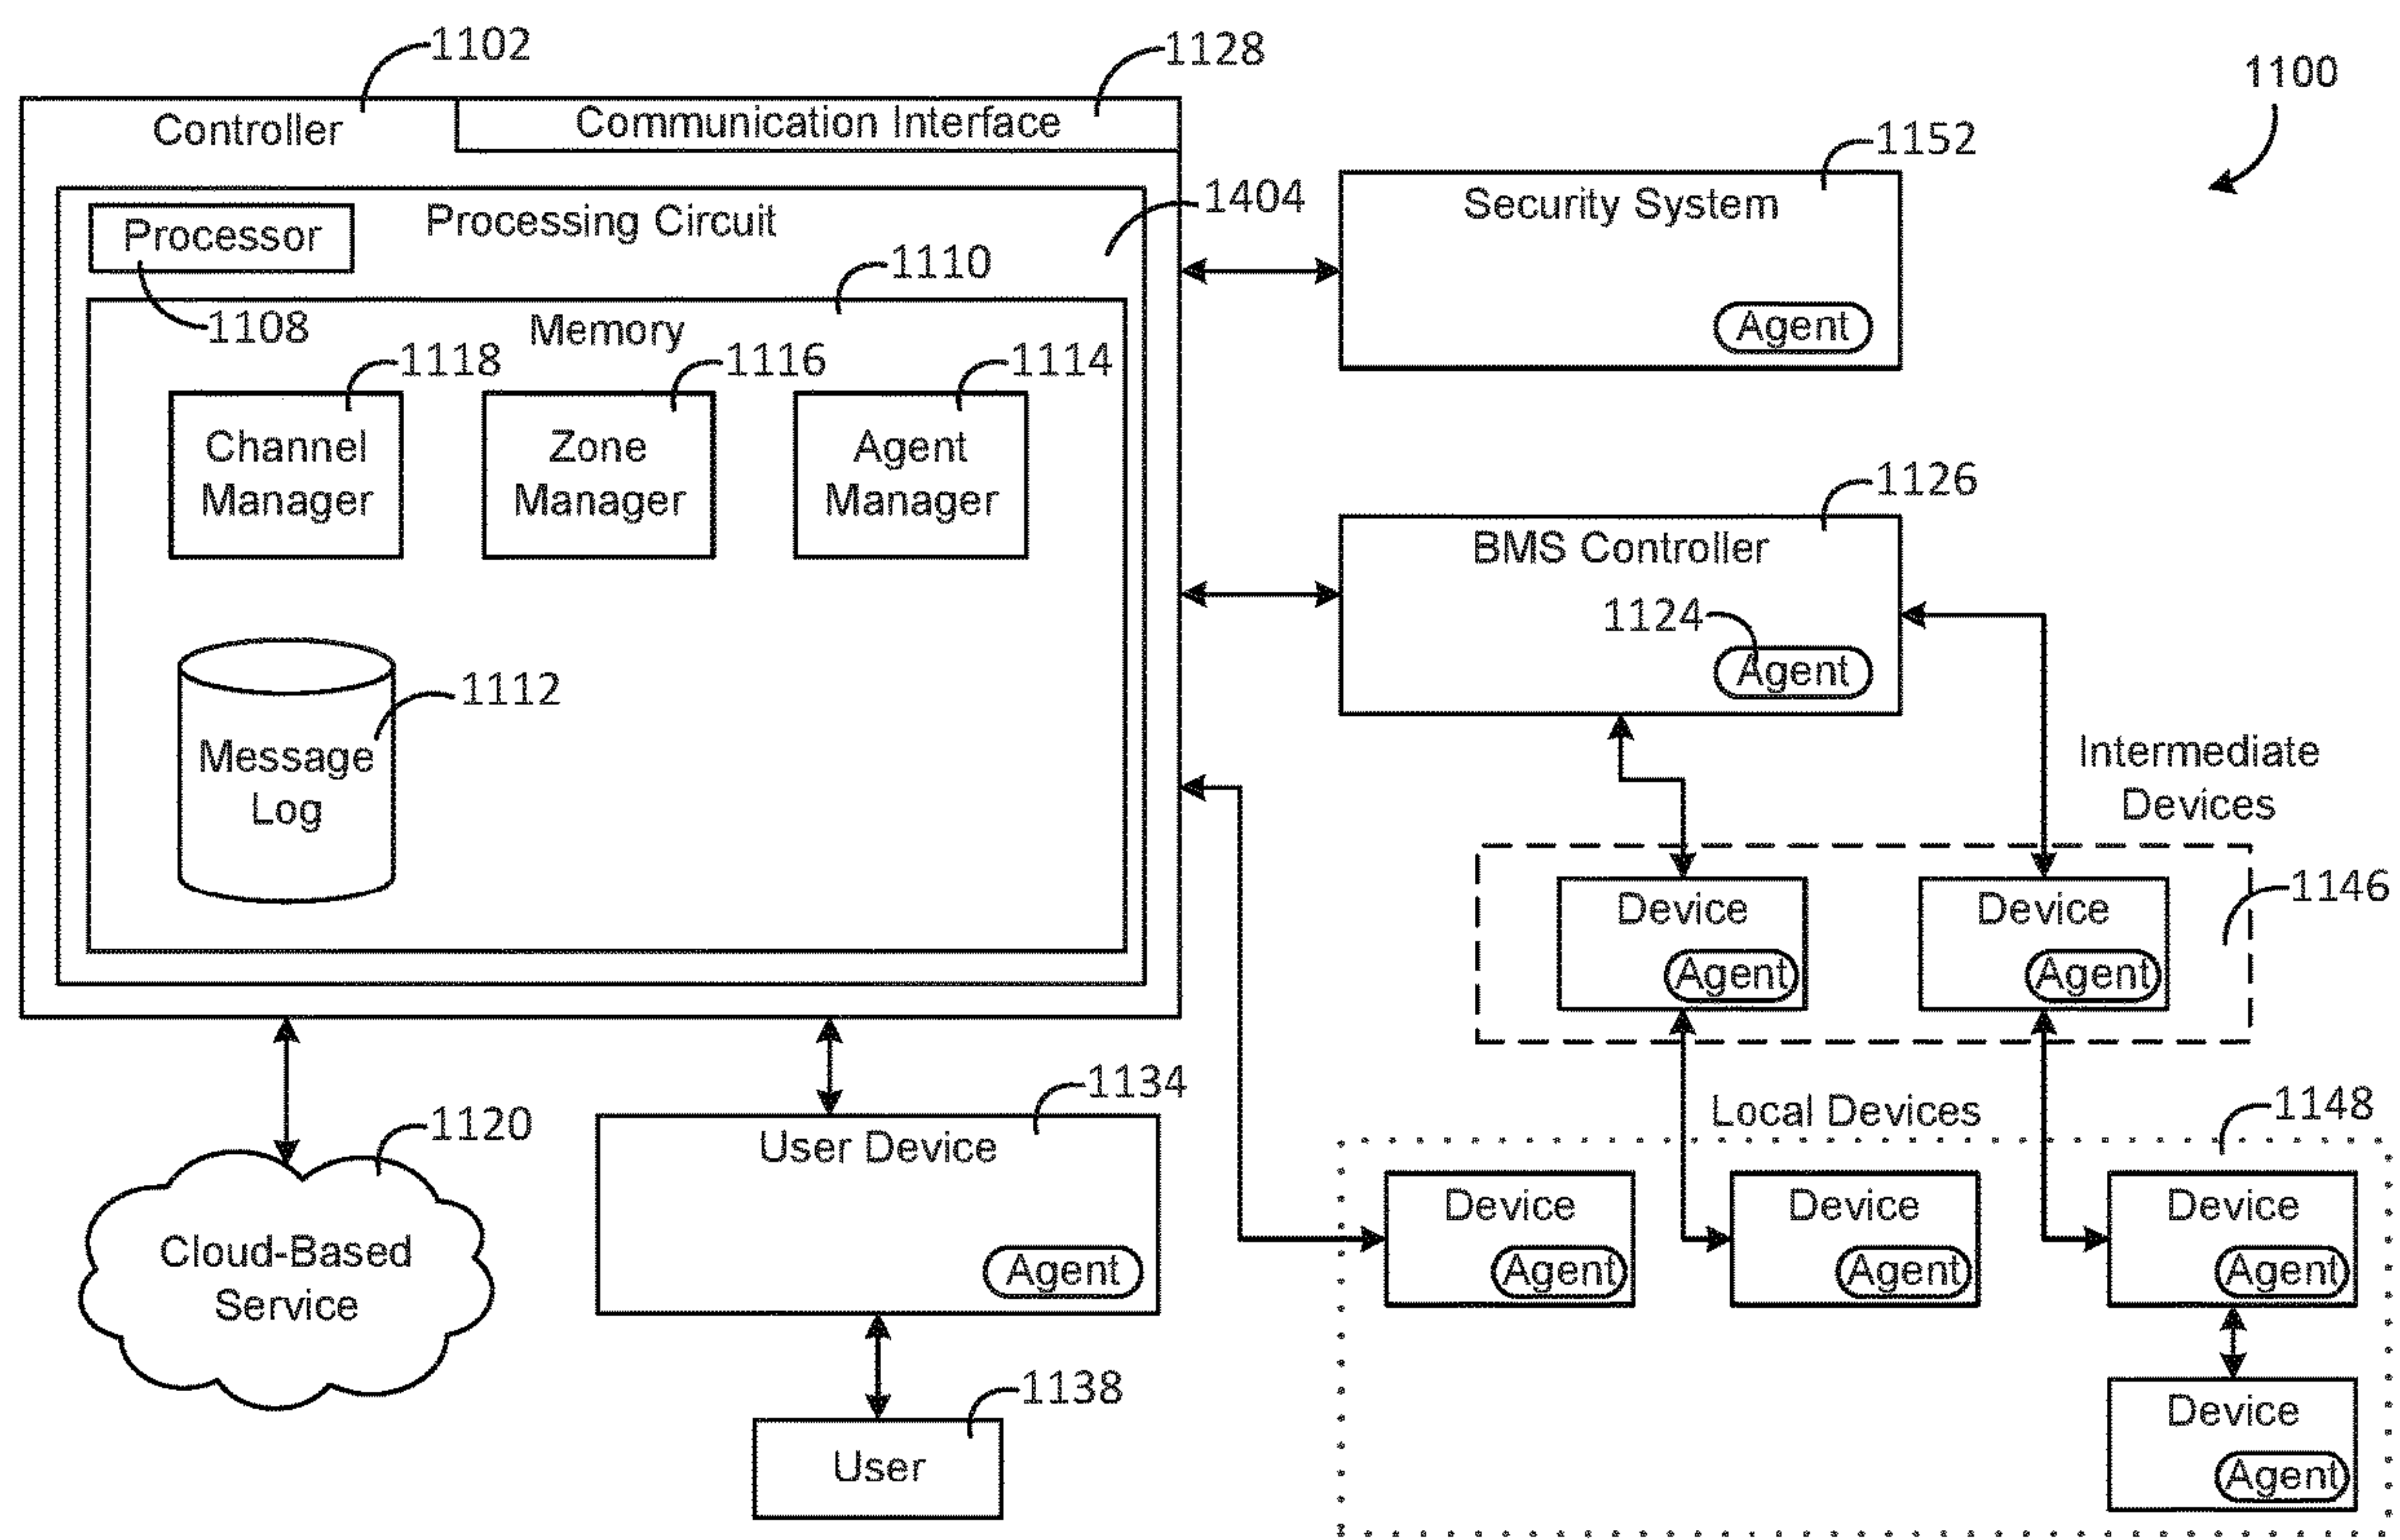 1102
1128
1100
Controller
Communication Interface
1152
1404
Processor
Processing Circuit
Security System
1110
1108
Memory
Agent
1118
1116
1114
Channel
Manager
Zone
Manager
Agent
Manager
1126
BMS Controller
1124
Agent
1112
Message
Log
Intermediate
Devices
1146
Device
Agent
Device
Agent
1134
1120
User Device
Agent
Local Devices
1148
Device
Agent
Device
Agent
Device
Agent
Cloud-Based
Service
1138
User
Device
Agent